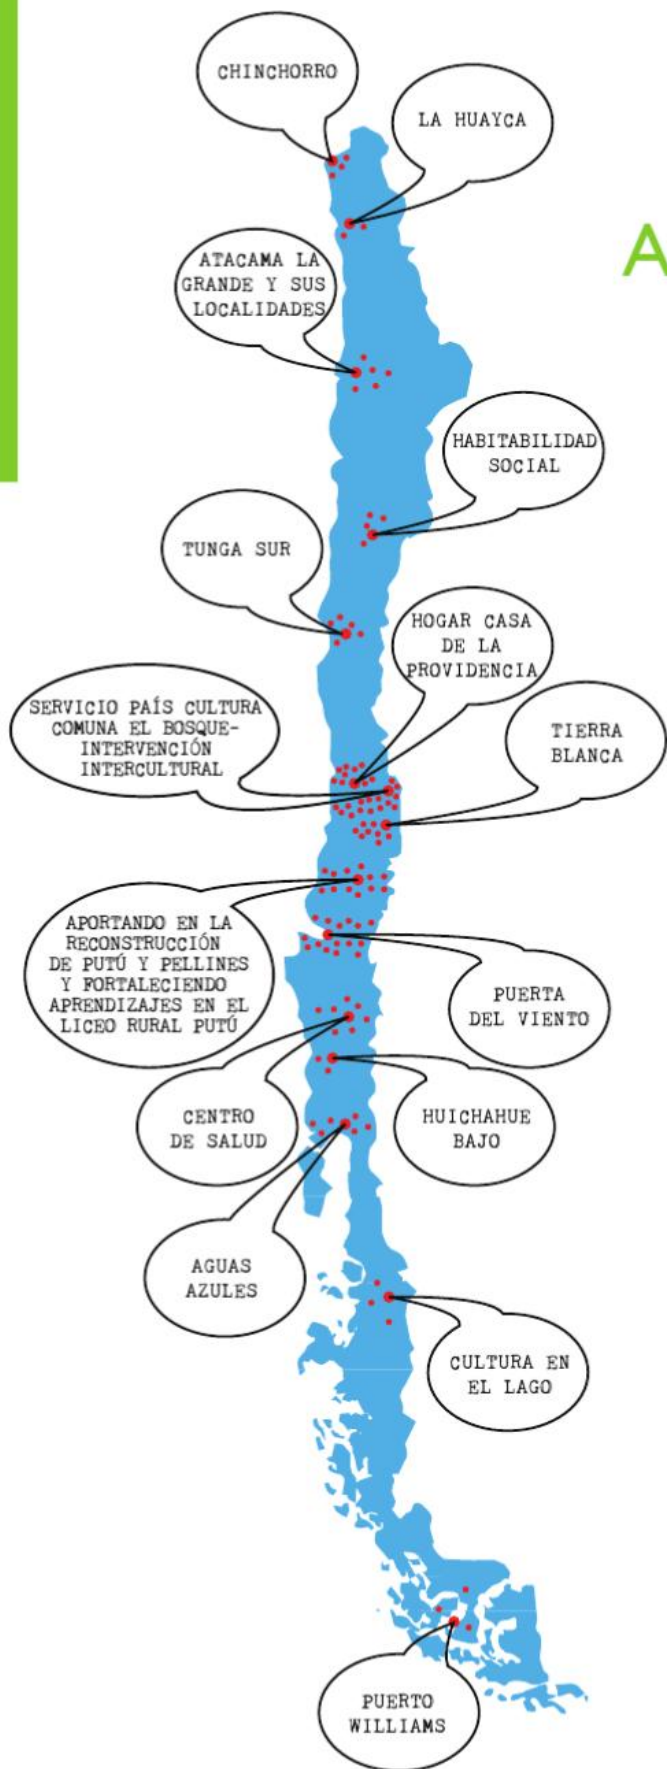 CHINCHORRO
LA HUAYCA
A
ATACAMA LA
GRANDE Y SUS
LOCALIDADES
HABITABILIDAD
SOCIAL
TUNGA SUR
HOGAR CASA
DE LA
PROVIDENCIA
SERVICIO PAÍS CULTURA
COMUNA EL BOSQUE-
INTERVENCIÓN
INTERCULTURAL
TIERRA
BLANCA
APORTANDO EN LA
RECONSTRUCCIÓN
DE PUTÚ Y PELLINES
Y FORTALECIENDO
APRENDIZAJES EN EL
LICEO RURAL PUTÚ
PUERTA
DEL VIENTO
CENTRO
DE SALUD
HUICHAHUE
BAJO
AGUAS
AZULES
CULTURA EN
EL LAGO
PUERTO
WILLIAMS